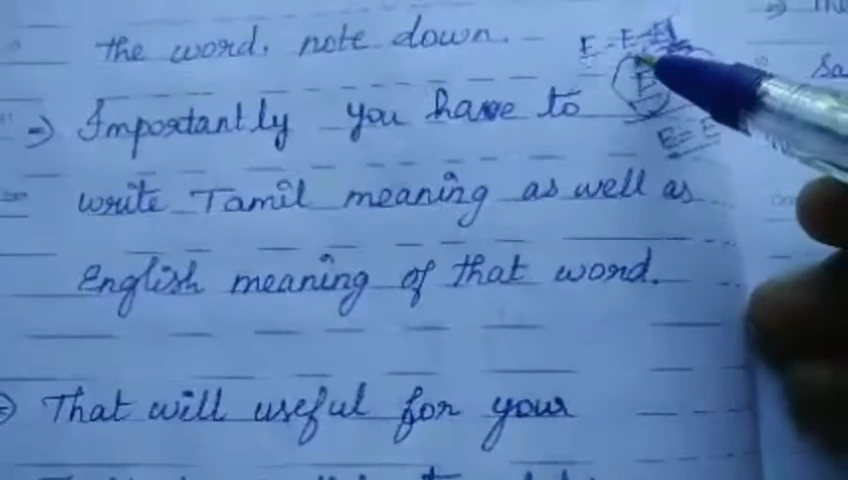 the word. note down.
E - E - E
E
=> Importantly you have to
E = E
write Tamil meaning as well as
English meaning of that word.
That will useful for your